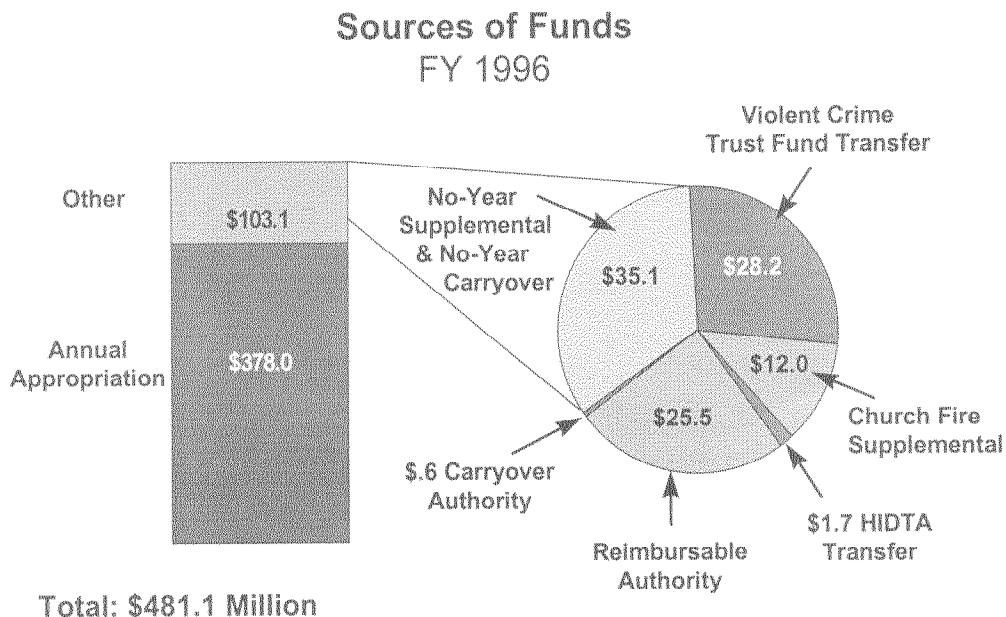 Sources of Funds
FY 1996
Other
$103.1
Annual
Appropriation
$378.0
No-Year
Supplemental
& No-Year
Carryover
$35.1
Violent Crime
Trust Fund Transfer
$28.2
$12.0
Church Fire
Supplemental
$1.7 HIDTA
Transfer
$25.5
Reimbursable
Authority
$.6 Carryover
Authority
Total: $481.1 Million